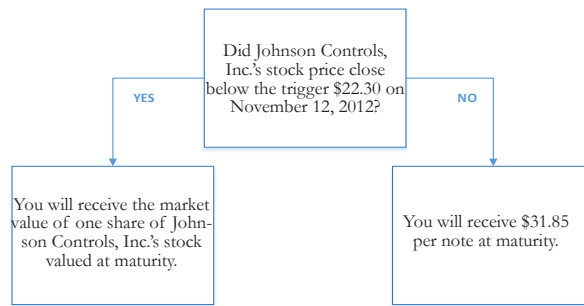 Did Johnson Controls,
Inc.'s stock price close
below the trigger $22.30 on
November 12, 2012?
YES
NO
You will receive the market
value of one share of John-
son Controls, Inc.'s stock
valued at maturity.
You will receive $31.85
per note at maturity.